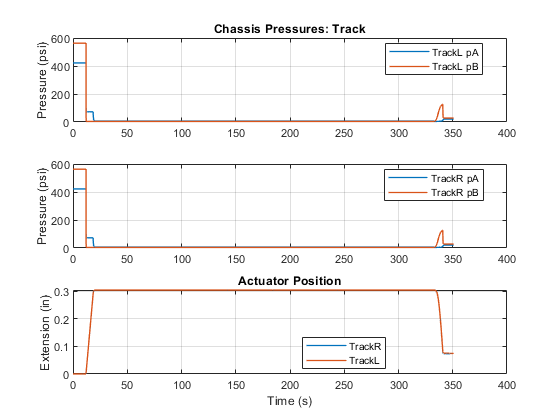 Chassis Pressures: Track
Pressure (psi)
600
400
200
0
TrackL pA
TrackL pB
0 50 100 150 200 250 300 350 400
Pressure (psi)
600
400
200
0
TrackR pA
TrackR pB
0 50 100 150 200 250 300 350 400
Actuator Position
Extension (in)
0.3
0.2
0.1
0
TrackR
TrackL
0 50 100 150 200 250 300 350 400
Time (s)